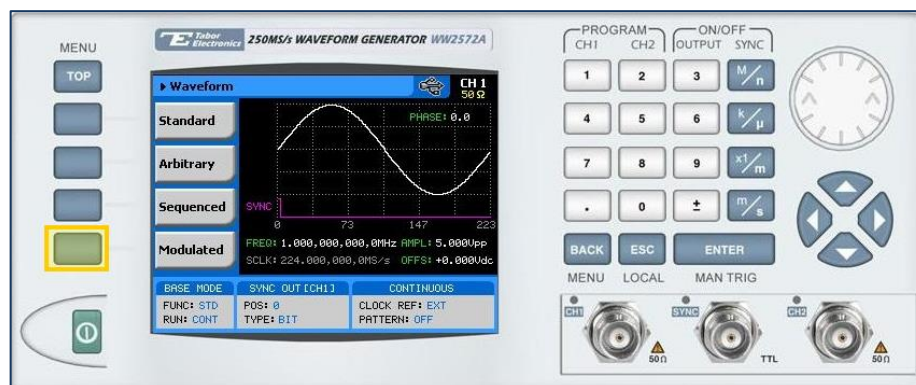 MENU
TOP
Tabor Electronics 250MS/s WAVEFORM GENERATOR WW2572A
Waveform
CH 1
50 Ω
Standard
Arbitrary
Sequenced
Modulated
PHASE: 0.0
SYNC
0 73 147 223
FREQ: 1.000,000,000,0MHz AMPL: 5.000Vpp
SCLK: 224.000,000,0MS/s OFFS: +0.000Vdc
BASE MODE SYNC OUT [CH1] CONTINUOUS
FUNC: STD POS: 0 CLOCK REF: EXT
RUN: CONT TYPE: BIT PATTERN: OFF
PROGRAM ON/OFF
CH1 CH2 OUTPUT SYNC
1 2 3 M/n
4 5 6 k/µ
7 8 9 x1/m
. 0 ± m/s
BACK ESC ENTER
MENU LOCAL MAN TRIG
CH1 SYNC CH2
50Ω TTL 50Ω